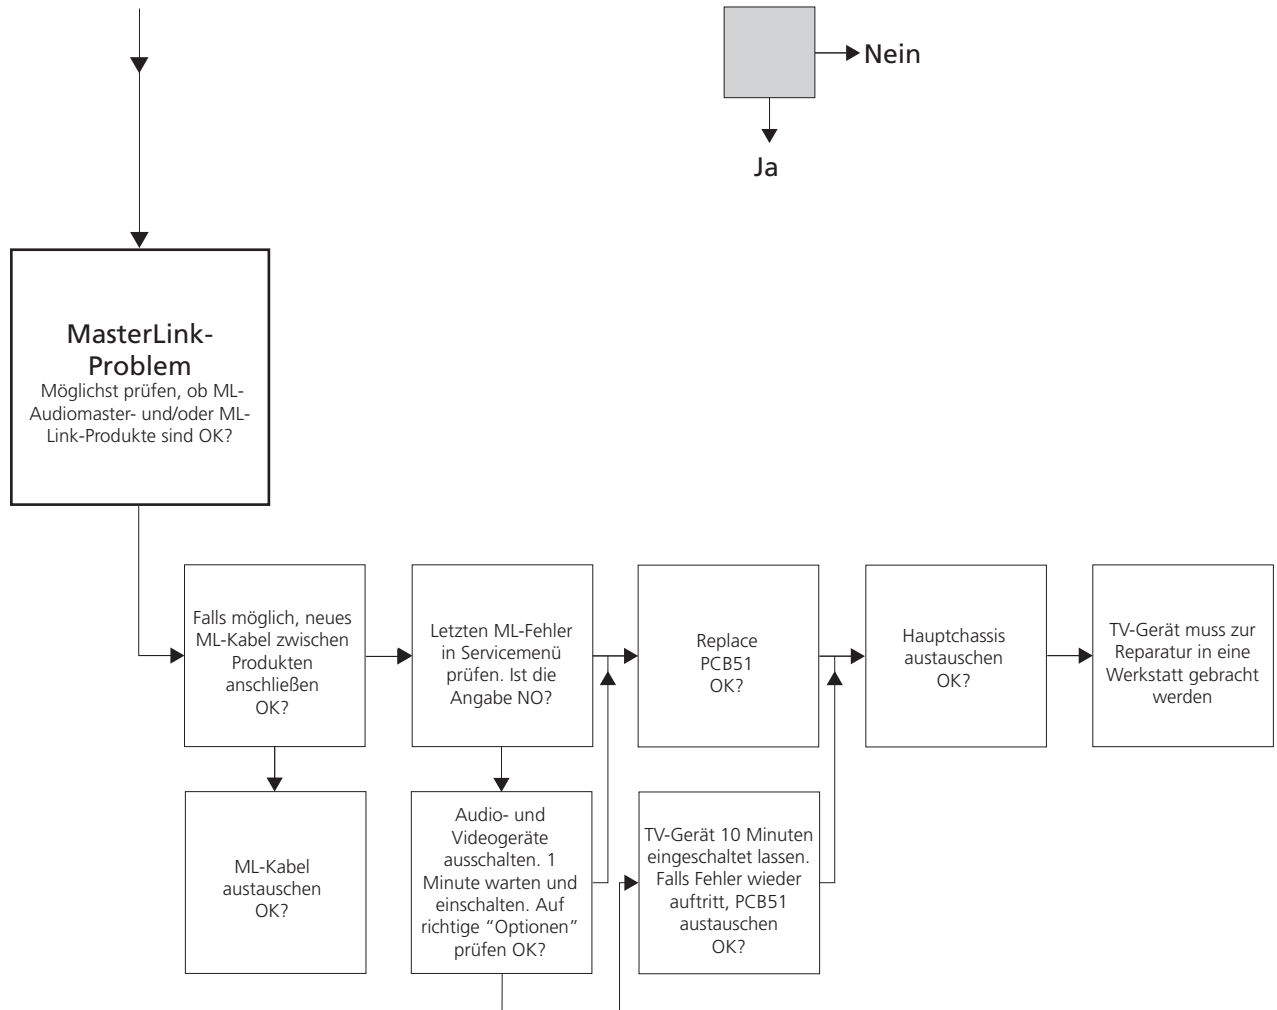 Nein
Ja
MasterLink-
Problem
Möglichst prüfen, ob ML-
Audiomaster- und/oder ML-
Link-Produkte sind OK?
Falls möglich, neues
ML-Kabel zwischen
Produkten
anschließen
OK?
Letzten ML-Fehler
in Servicemenü
prüfen. Ist die
Angabe NO?
Replace
PCB51
OK?
Hauptchassis
austauschen
OK?
TV-Gerät muss zur
Reparatur in eine
Werkstatt gebracht
werden
ML-Kabel
austauschen
OK?
Audio- und
Videogeräte
ausschalten. 1
Minute warten und
einschalten. Auf
richtige “Optionen”
prüfen OK?
TV-Gerät 10 Minuten
eingeschaltet lassen.
Falls Fehler wieder
auftritt, PCB51
austauschen
OK?